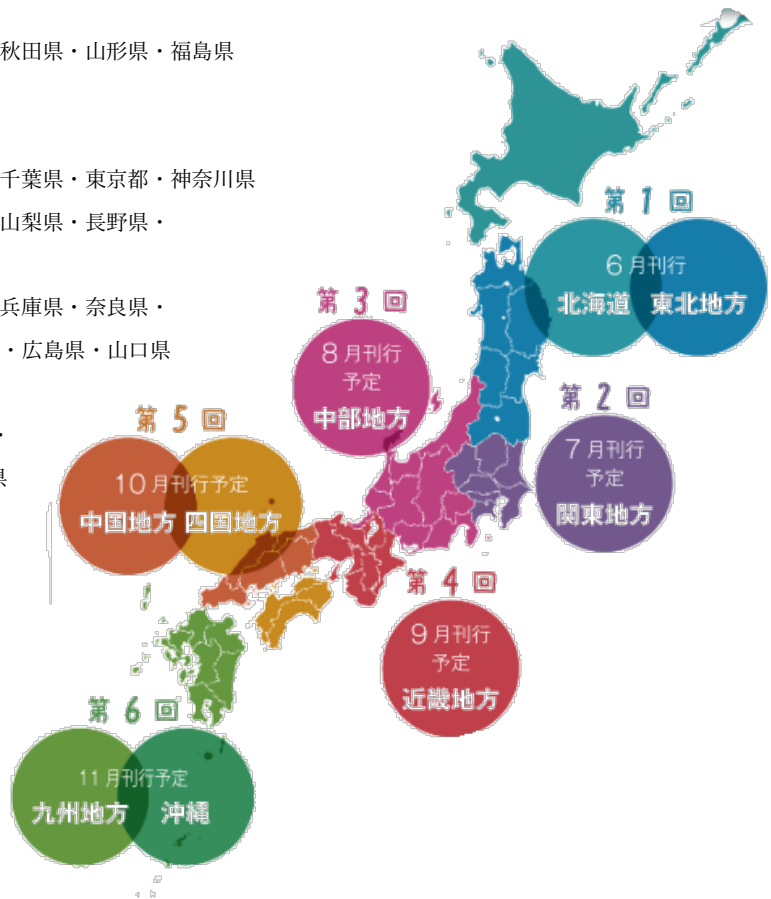 秋田県・山形県・福島県
千葉県・東京都・神奈川県
山梨県・長野県・
兵庫県・奈良県・
・広島県・山口県
・
県
第1回
6月刊行
北海道 東北地方
第2回
7月刊行
予定
関東地方
第3回
8月刊行
予定
中部地方
第4回
9月刊行
予定
近畿地方
第5回
10月刊行予定
中国地方 四国地方
第6回
11月刊行予定
九州地方 沖縄